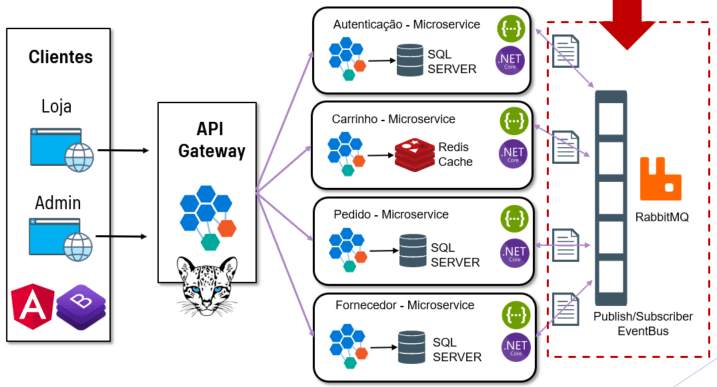 Clientes
Loja
Admin
A
B
API
Gateway
Autenticação - Microservice
SQL
SERVER
{...}
.NET
Core
Carrinho - Microservice
Redis
Cache
{...}
.NET
Core
Pedido - Microservice
SQL
SERVER
{...}
.NET
Core
Fornecedor - Microservice
SQL
SERVER
{...}
.NET
Core
RabbitMQ
Publish/Subscriber
EventBus